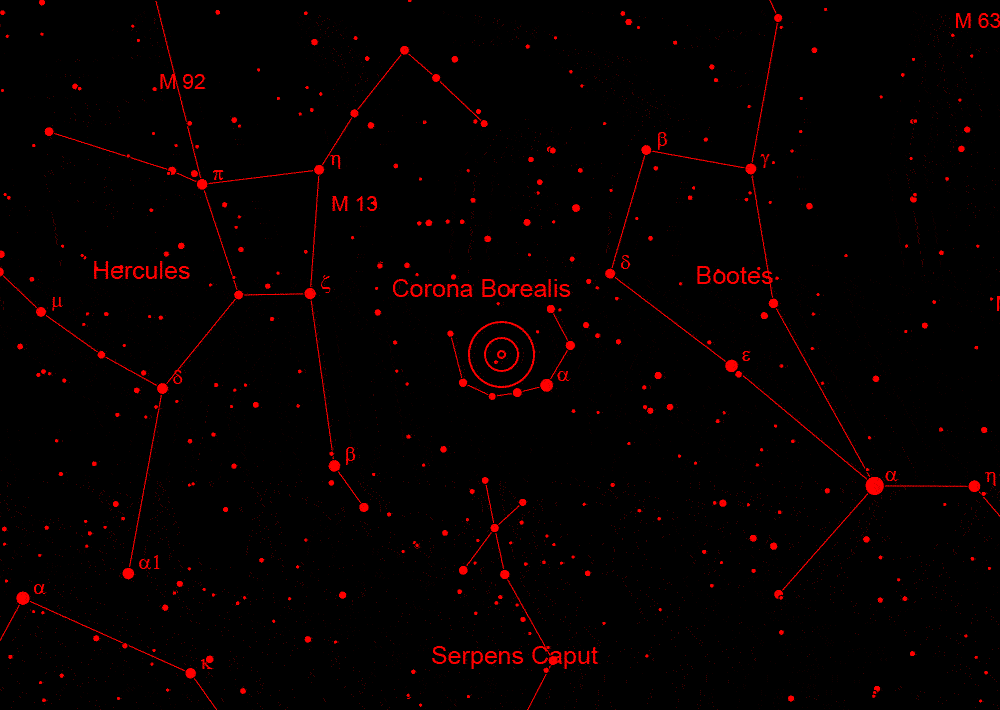 M 63
M 92
β
γ
η
π
M 13
δ
Hercules
Bootes
ζ
Corona Borealis
μ
ε
δ
α
β
α
η
α1
α
Serpens Caput
κ